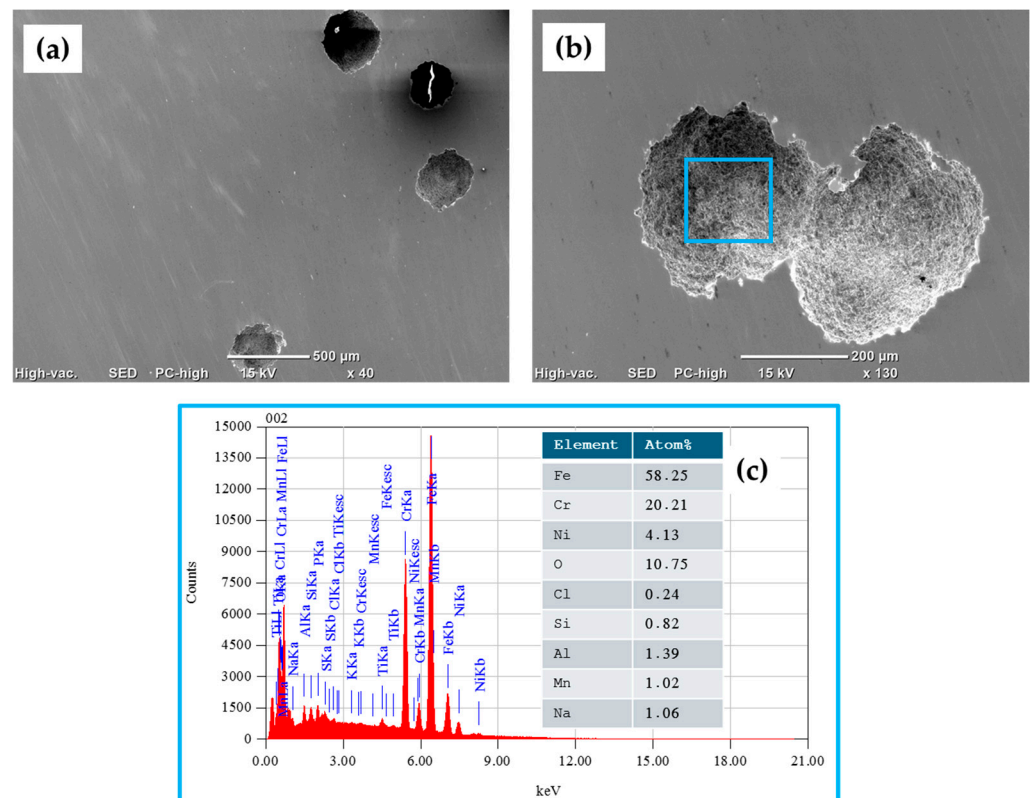 (a)
500 µm
High-vac. SED PC-high 15 kV x 40
(b)
200 µm
High-vac. SED PC-high 15 kV x 130
(c)
002
Counts
15000
13500
12000
10500
9000
7500
6000
4500
3000
1500
0
0.00 3.00 6.00 9.00 12.00 15.00 18.00 21.00
keV
CrLl CrLa MnLl FeLl
NaKa
AlKa
SiKa
PKa
SKa
SKb
ClKa
ClKb TiKesc
KKa
KKb
CrKesc
MnKesc
TiKa
FeKesc
TiKb
CrKa
NiKesc
CrKb MnKa
FeKa
MnKb
FeKb
NiKa
NiKb
Element Atom%
Fe 58.25
Cr 20.21
Ni 4.13
O 10.75
Cl 0.24
Si 0.82
Al 1.39
Mn 1.02
Na 1.06